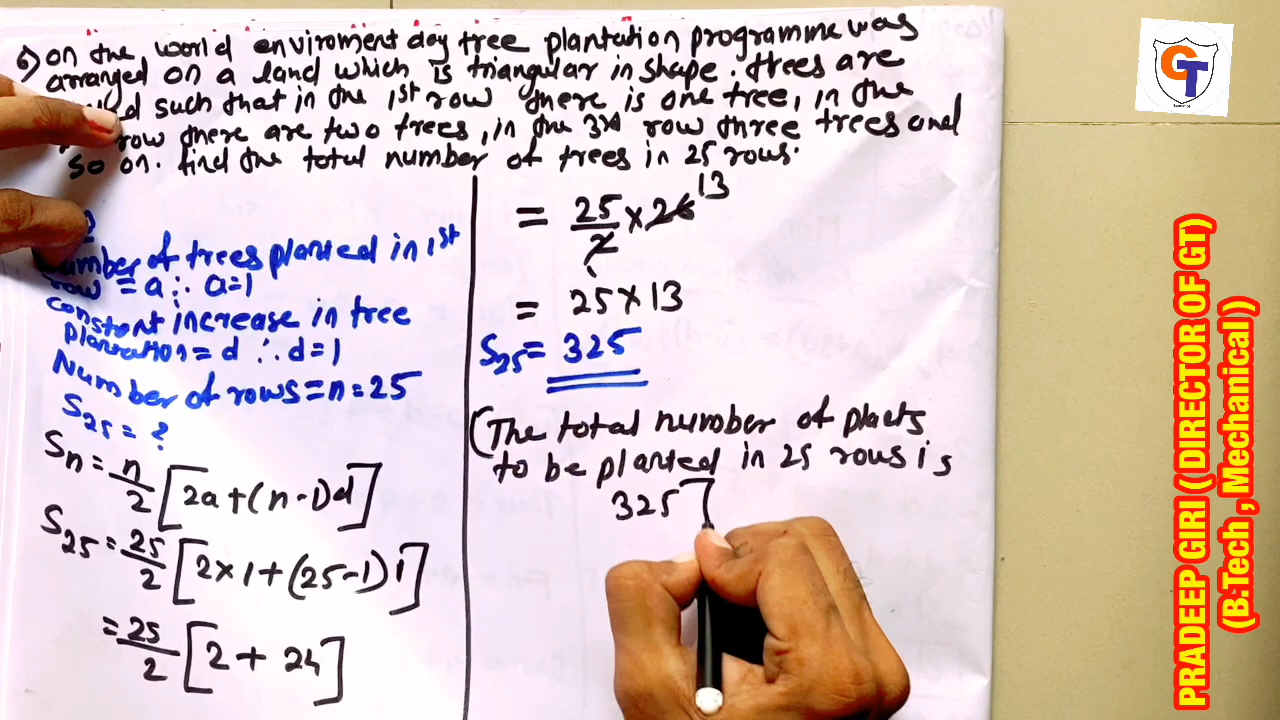 6) on the world enviroment day tree plantation programme was
arranged on a land which is triangular in shape. trees are
such that in the 1st row there is one tree, in the
row there are two trees, in the 3rd row three trees and
so on. find the total number of trees in 25 rows.
Number of trees planted in 1st
row = a ∴ a=1
constant increase in tree
plantation = d ∴ d=1
Number of rows = n = 25
S25 = ?
Sn = n/2 [2a+(n-1)d]
S25 = 25/2 [2×1+(25-1)1]
= 25/2 [2 + 24]
= 25/2 × 26 13
= 25×13
S25 = 325
(The total number of plants
to be planted in 25 rows is
325
GT
PRADEEP GIRI (( DIRECTOR OF GT)
(B.Tech , Mechanical))